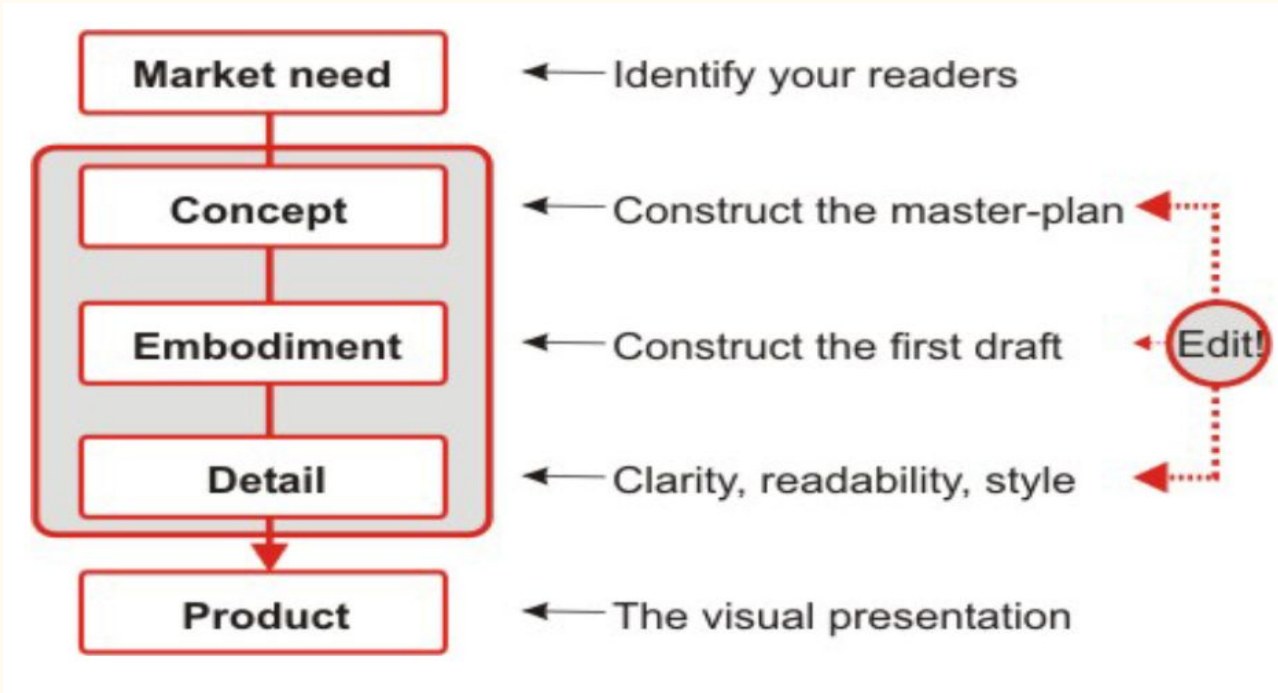 Market need
Identify your readers
Concept
Construct the master-plan
Embodiment
Construct the first draft
Edit!
Detail
Clarity, readability, style
Product
The visual presentation